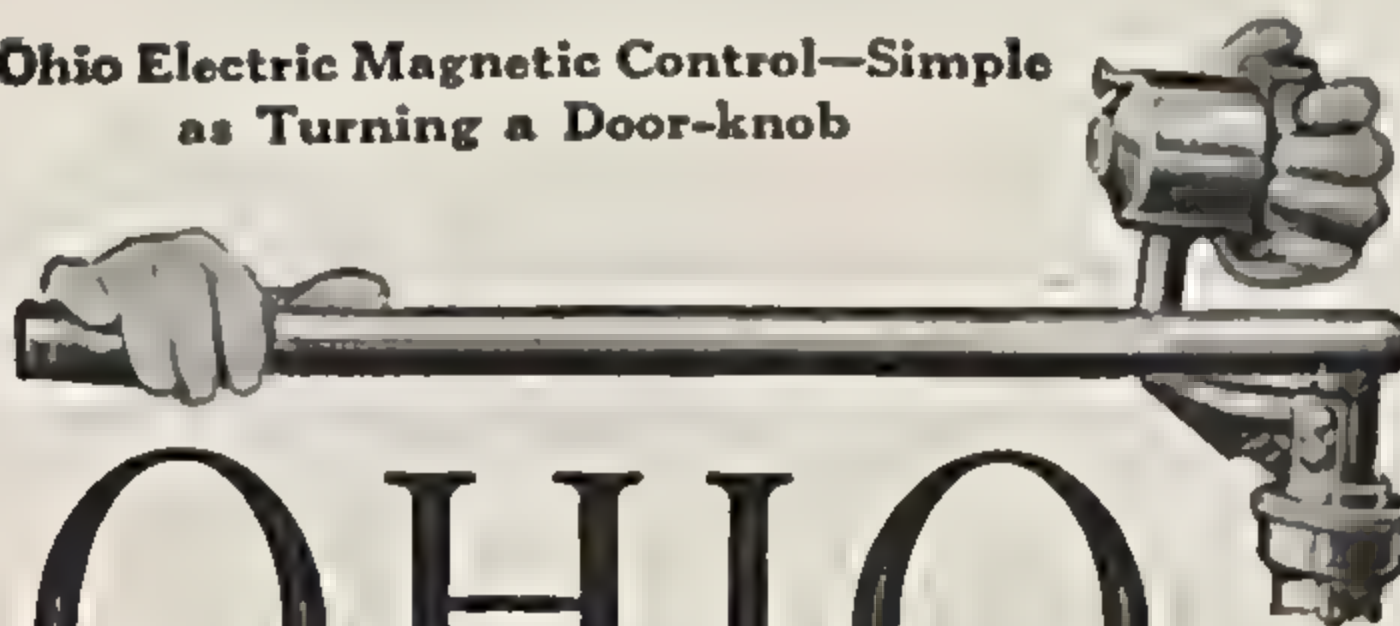 Ohio Electric Magnetic Control—Simple
as Turning a Door-knob
OHIO